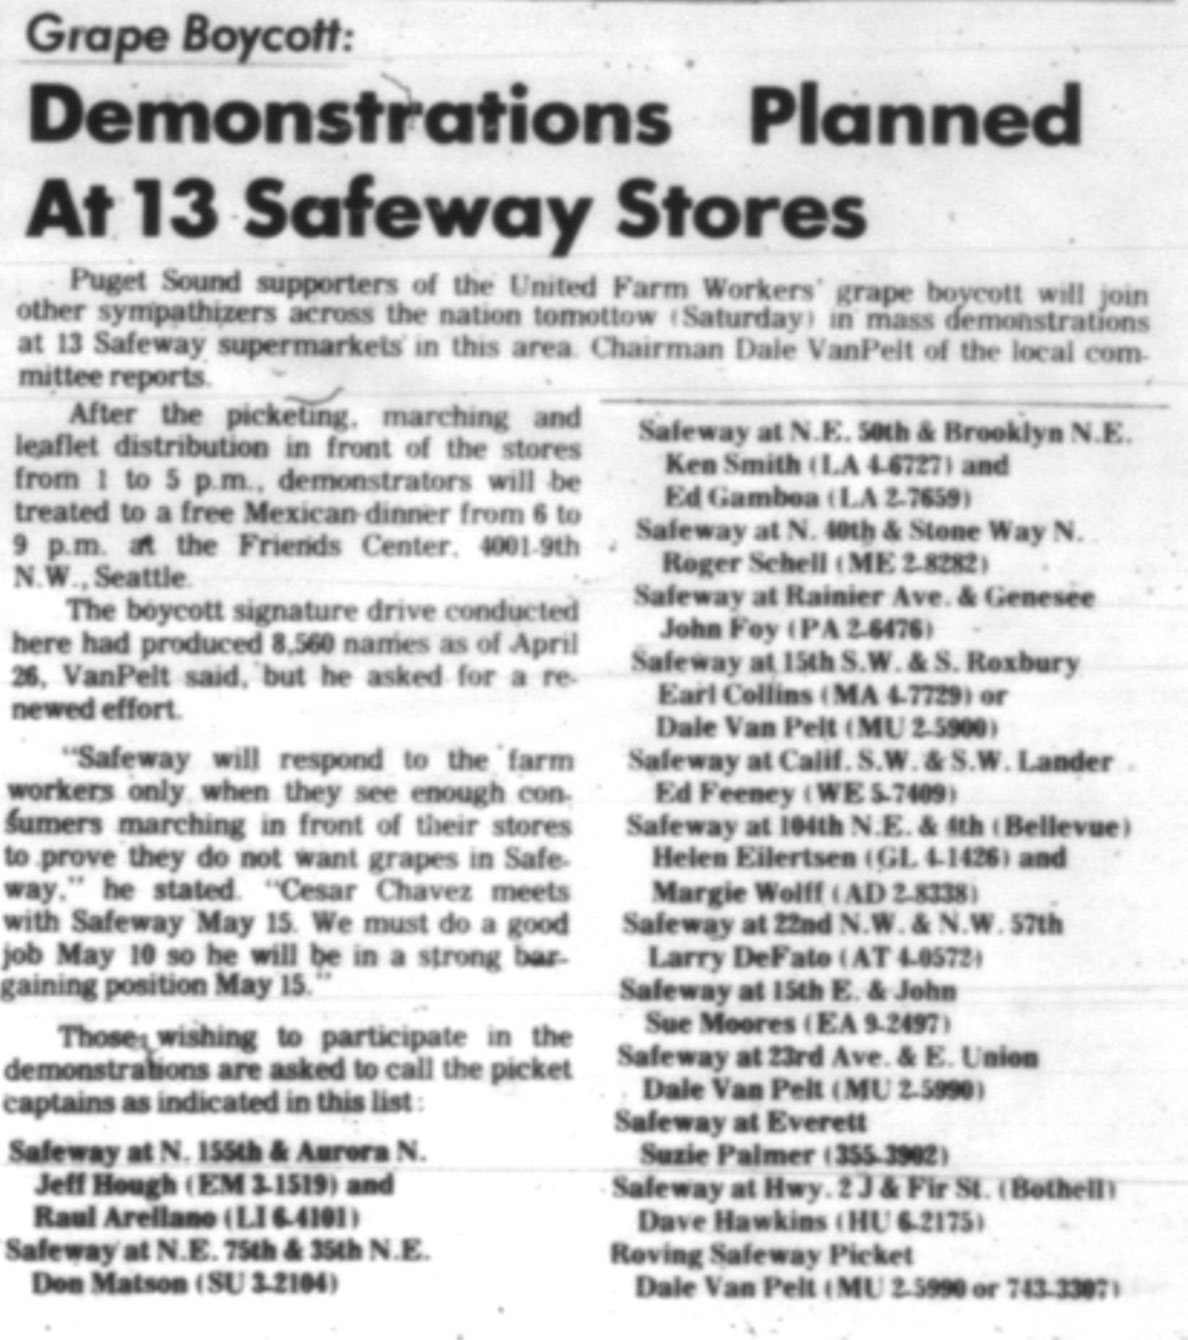 Grape Boycott:
Demonstrations Planned
At 13 Safeway Stores
Puget Sound supporters of the United Farm Workers' grape boycott will join
other sympathizers across the nation tomottow (Saturday) in mass demonstrations
at 13 Safeway supermarkets in this area. Chairman Dale VanPelt of the local com-
mittee reports.
After the picketing, marching and
leaflet distribution in front of the stores
from 1 to 5 p.m., demonstrators will be
treated to a free Mexican dinner from 6 to
9 p.m. at the Friends Center, 4001-9th
N.W., Seattle.
The boycott signature drive conducted
here had produced 8,560 names as of April
26, VanPelt said, but he asked for a re-
newed effort.
"Safeway will respond to the farm
workers only when they see enough con-
sumers marching in front of their stores
to prove they do not want grapes in Safe-
way," he stated. "Cesar Chavez meets
with Safeway May 15. We must do a good
job May 10 so he will be in a strong bar-
gaining position May 15."
Those wishing to participate in the
demonstrations are asked to call the picket
captains as indicated in this list:
Safeway at N. 155th & Aurora N.
Jeff Hough (EM 3-1519) and
Raul Arellano (LI 6-4101)
Safeway at N.E. 75th & 35th N.E.
Don Matson (SU 3-2104)
Safeway at N.E. 50th & Brooklyn N.E.
Ken Smith (LA 4-6727) and
Ed Gamboa (LA 2-7659)
Safeway at N. 40th & Stone Way N.
Roger Schell (ME 2-8282)
Safeway at Rainier Ave. & Genesee
John Foy (PA 2-6476)
Safeway at 15th S.W. & S. Roxbury
Earl Collins (MA 4-7729) or
Dale Van Pelt (MU 2-5900)
Safeway at Calif. S.W. & S.W. Lander
Ed Feeney (WE 5-7409)
Safeway at 104th N.E. & 4th (Bellevue)
Helen Eilertsen (GL 4-1426) and
Margie Wolff (AD 2-8338)
Safeway at 22nd N.W. & N.W. 57th
Larry DeFato (AT 4-0572)
Safeway at 15th E. & John
Sue Moores (EA 9-2497)
Safeway at 23rd Ave. & E. Union
Dale Van Pelt (MU 2-5990)
Safeway at Everett
Suzie Palmer (355-3902)
Safeway at Hwy. 2 J & Fir St. (Bothell)
Dave Hawkins (HU 6-2175)
Roving Safeway Picket
Dale Van Pelt (MU 2-5990 or 743-3307)